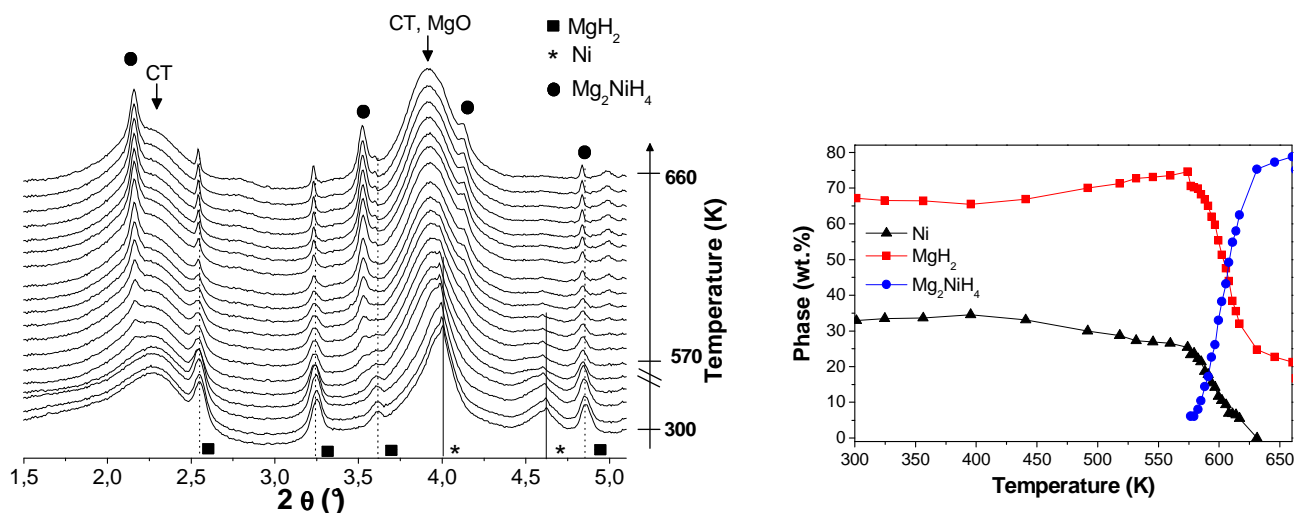 CT, MgO
■ MgH₂
* Ni
● Mg₂NiH₄
● CT ● ● ●
660
570
300
Temperature (K)
■ ■ ■ * * ■
1,5 2,0 2,5 3,0 3,5 4,0 4,5 5,0
2 θ (°)
80
70
60
50
40
30
20
10
0
Phase (wt.%)
Ni
MgH₂
Mg₂NiH₄
300 350 400 450 500 550 600 650
Temperature (K)